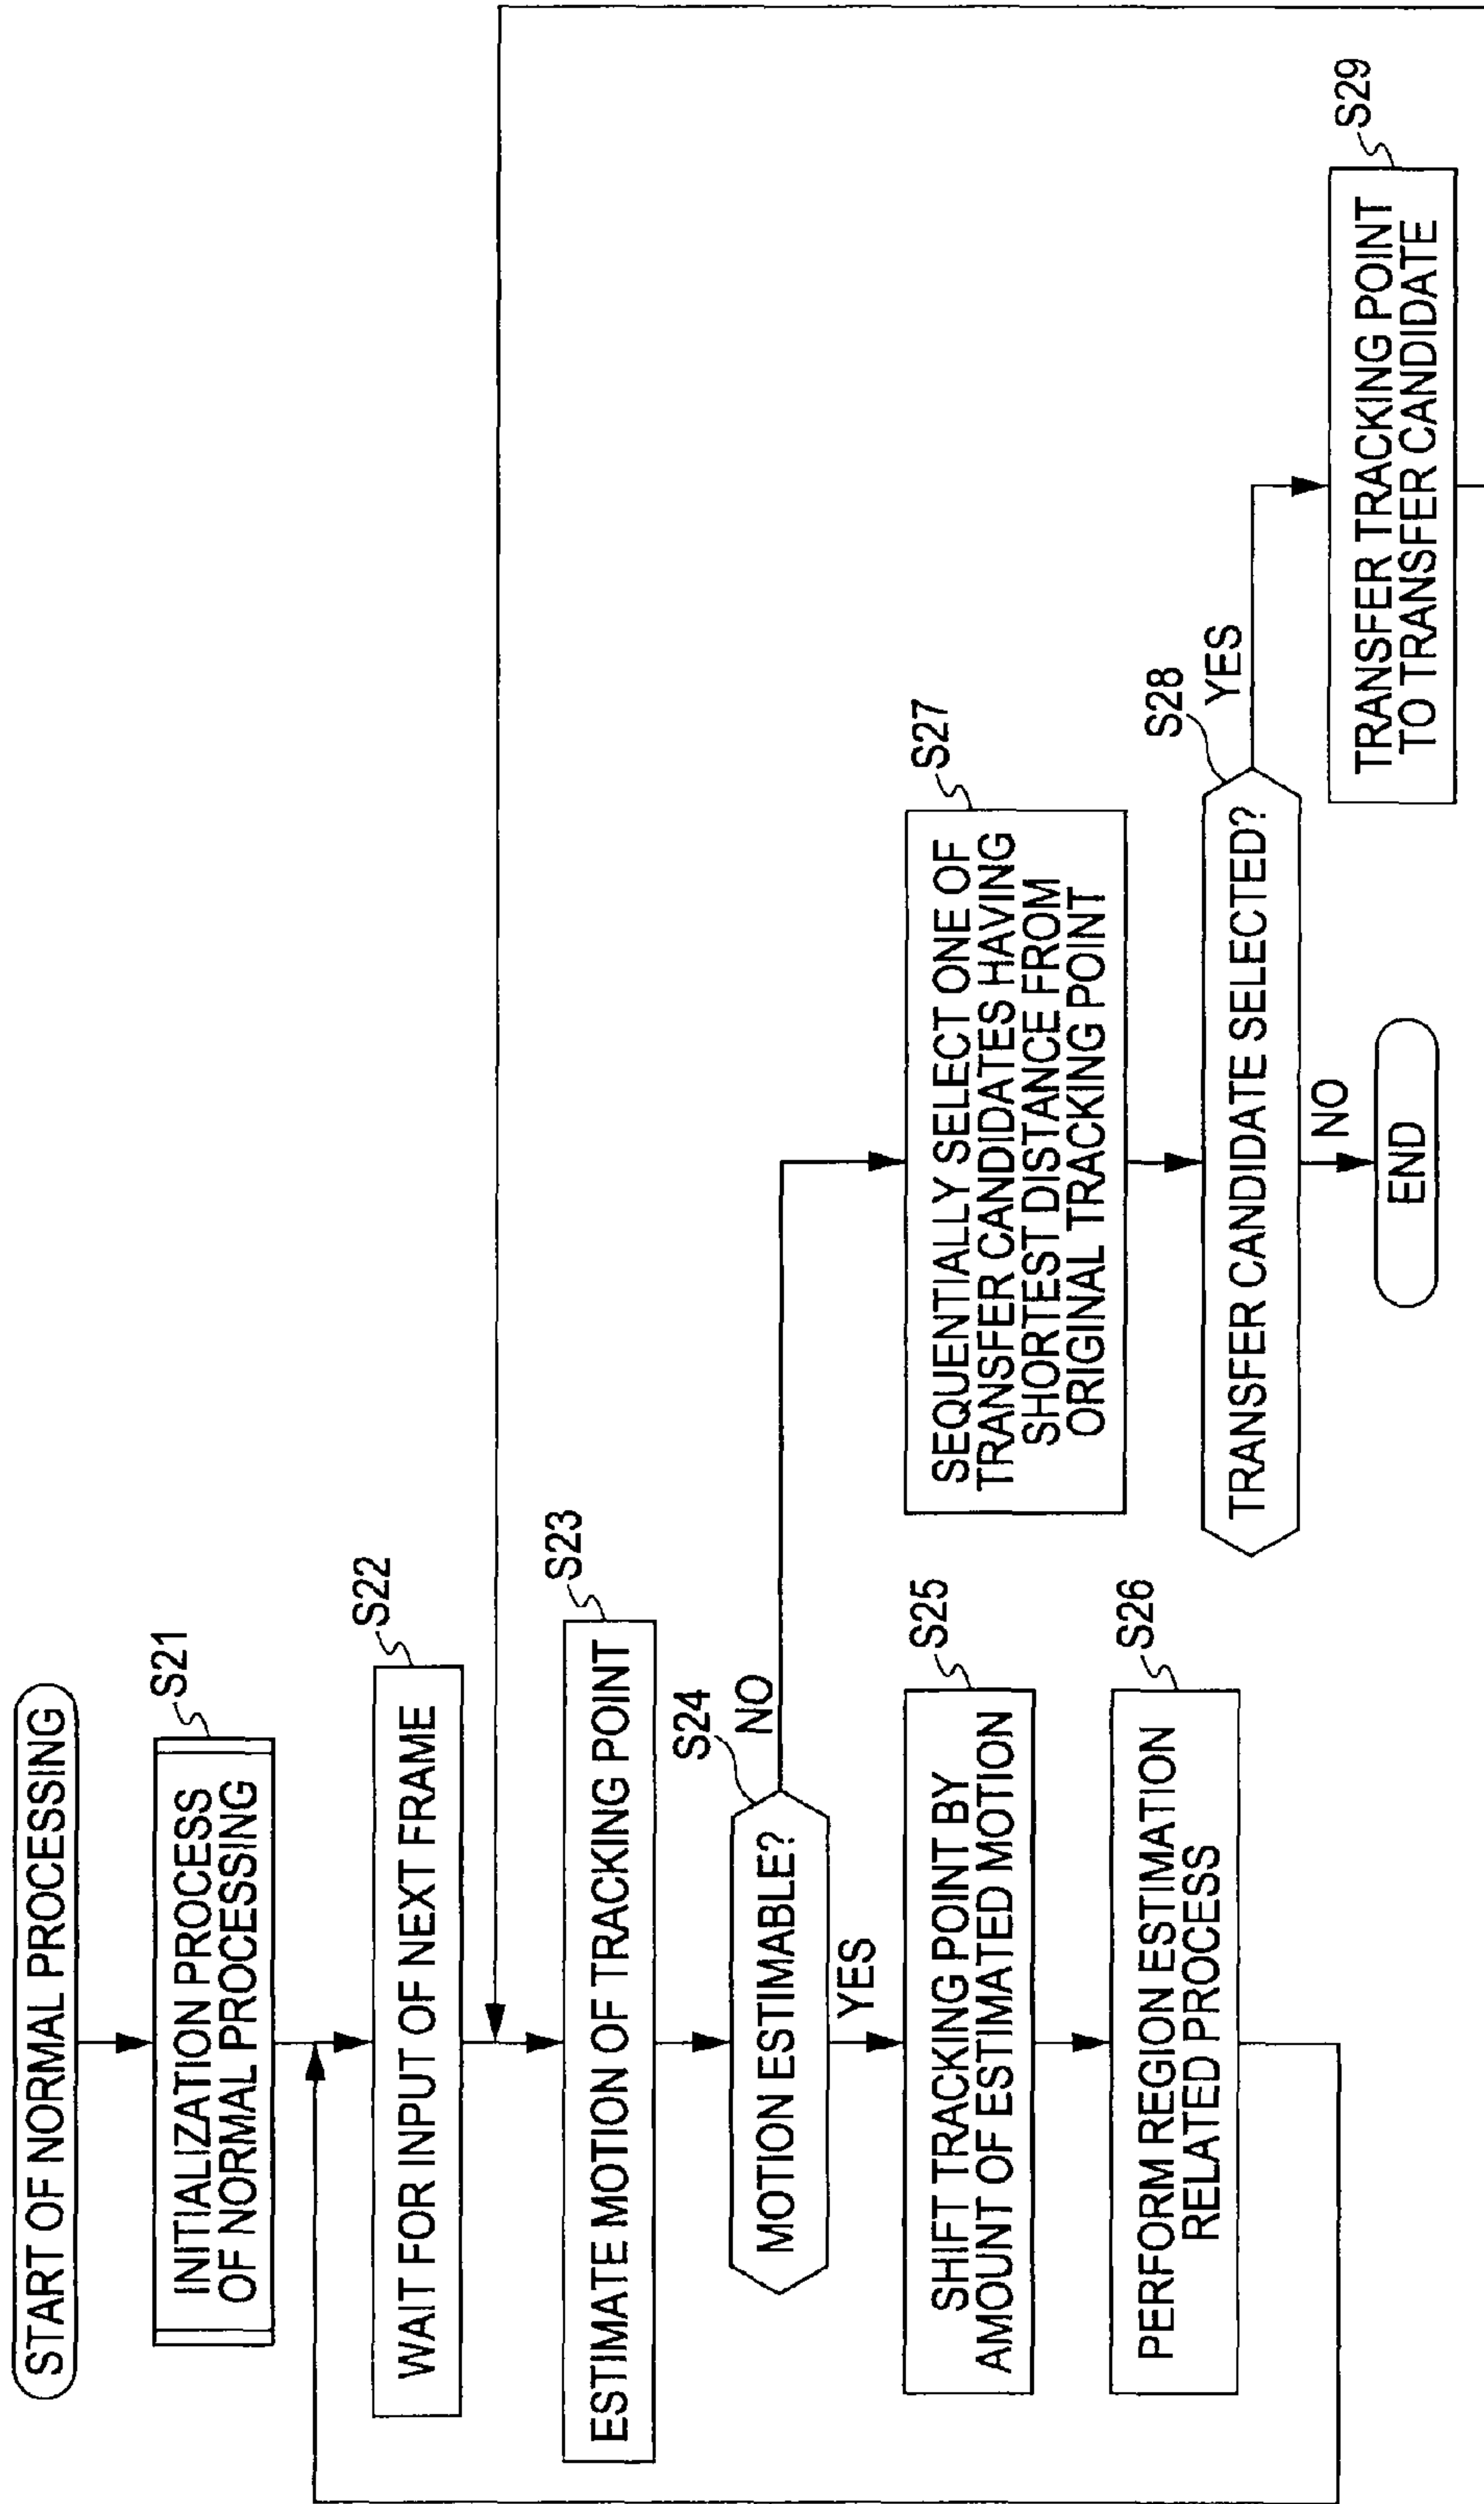 START OF NORMAL PROCESSING
S21
INITIALIZATION PROCESS
OF NORMAL PROCESSING
S22
WAIT FOR INPUT OF NEXT FRAME
S23
ESTIMATE MOTION OF TRACKING POINT
S24
MOTION ESTIMABLE?
NO
YES
S25
SHIFT TRACKING POINT BY
AMOUNT OF ESTIMATED MOTION
S26
PERFORM REGION ESTIMATION
RELATED PROCESS
S27
SEQUENTIALLY SELECT ONE OF
TRANSFER CANDIDATES HAVING
SHORTEST DISTANCE FROM
ORIGINAL TRACKING POINT
S28
TRANSFER CANDIDATE SELECTED?
YES
NO
END
S29
TRANSFER TRACKING POINT
TO TRANSFER CANDIDATE